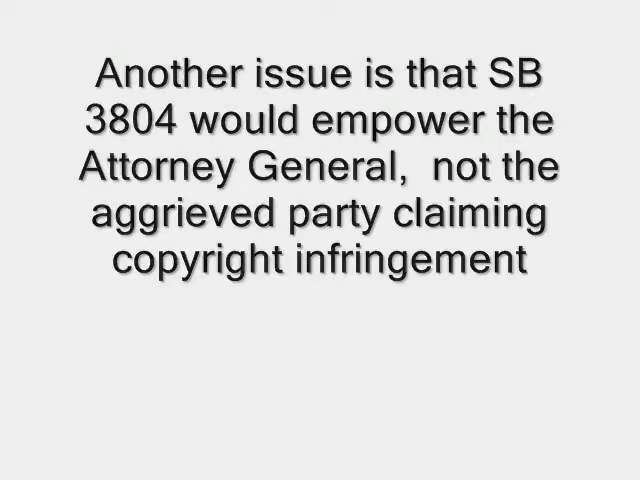 Another issue is that SB
3804 would empower the
Attorney General,  not the
aggrieved party claiming
copyright infringement